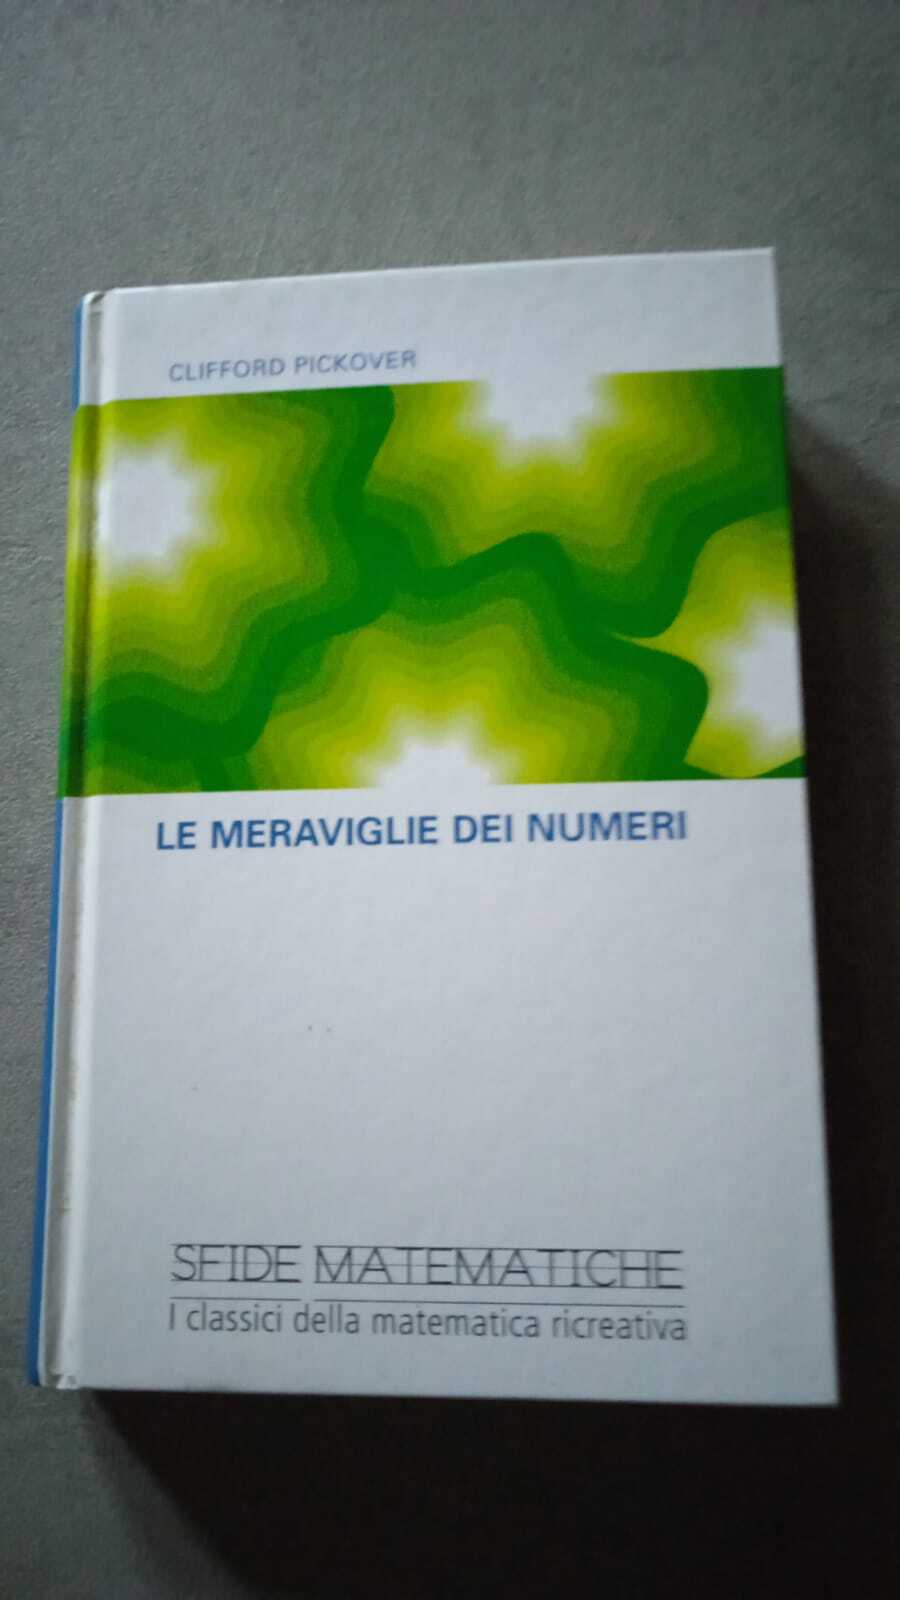 CLIFFORD PICKOVER
LE MERAVIGLIE DEI NUMERI
SFIDE MATEMATICHE
I classici della matematica ricreativa